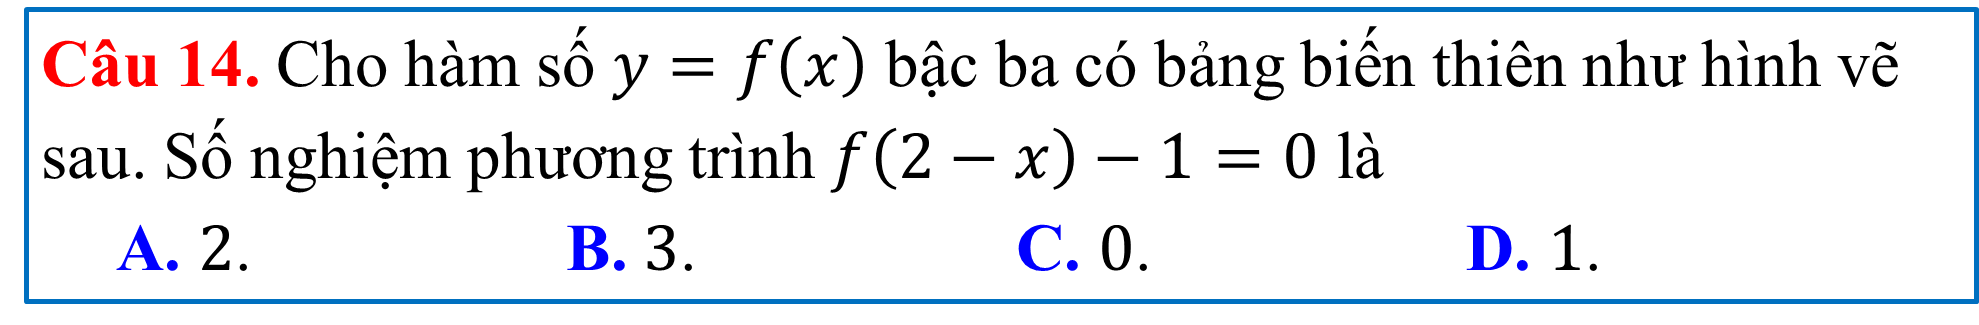 Câu 14. Cho hàm số y = f(x) bậc ba có bảng biến thiên như hình vẽ
sau. Số nghiệm phương trình f(2 − x) − 1 = 0 là
A. 2. B. 3. C. 0. D. 1.